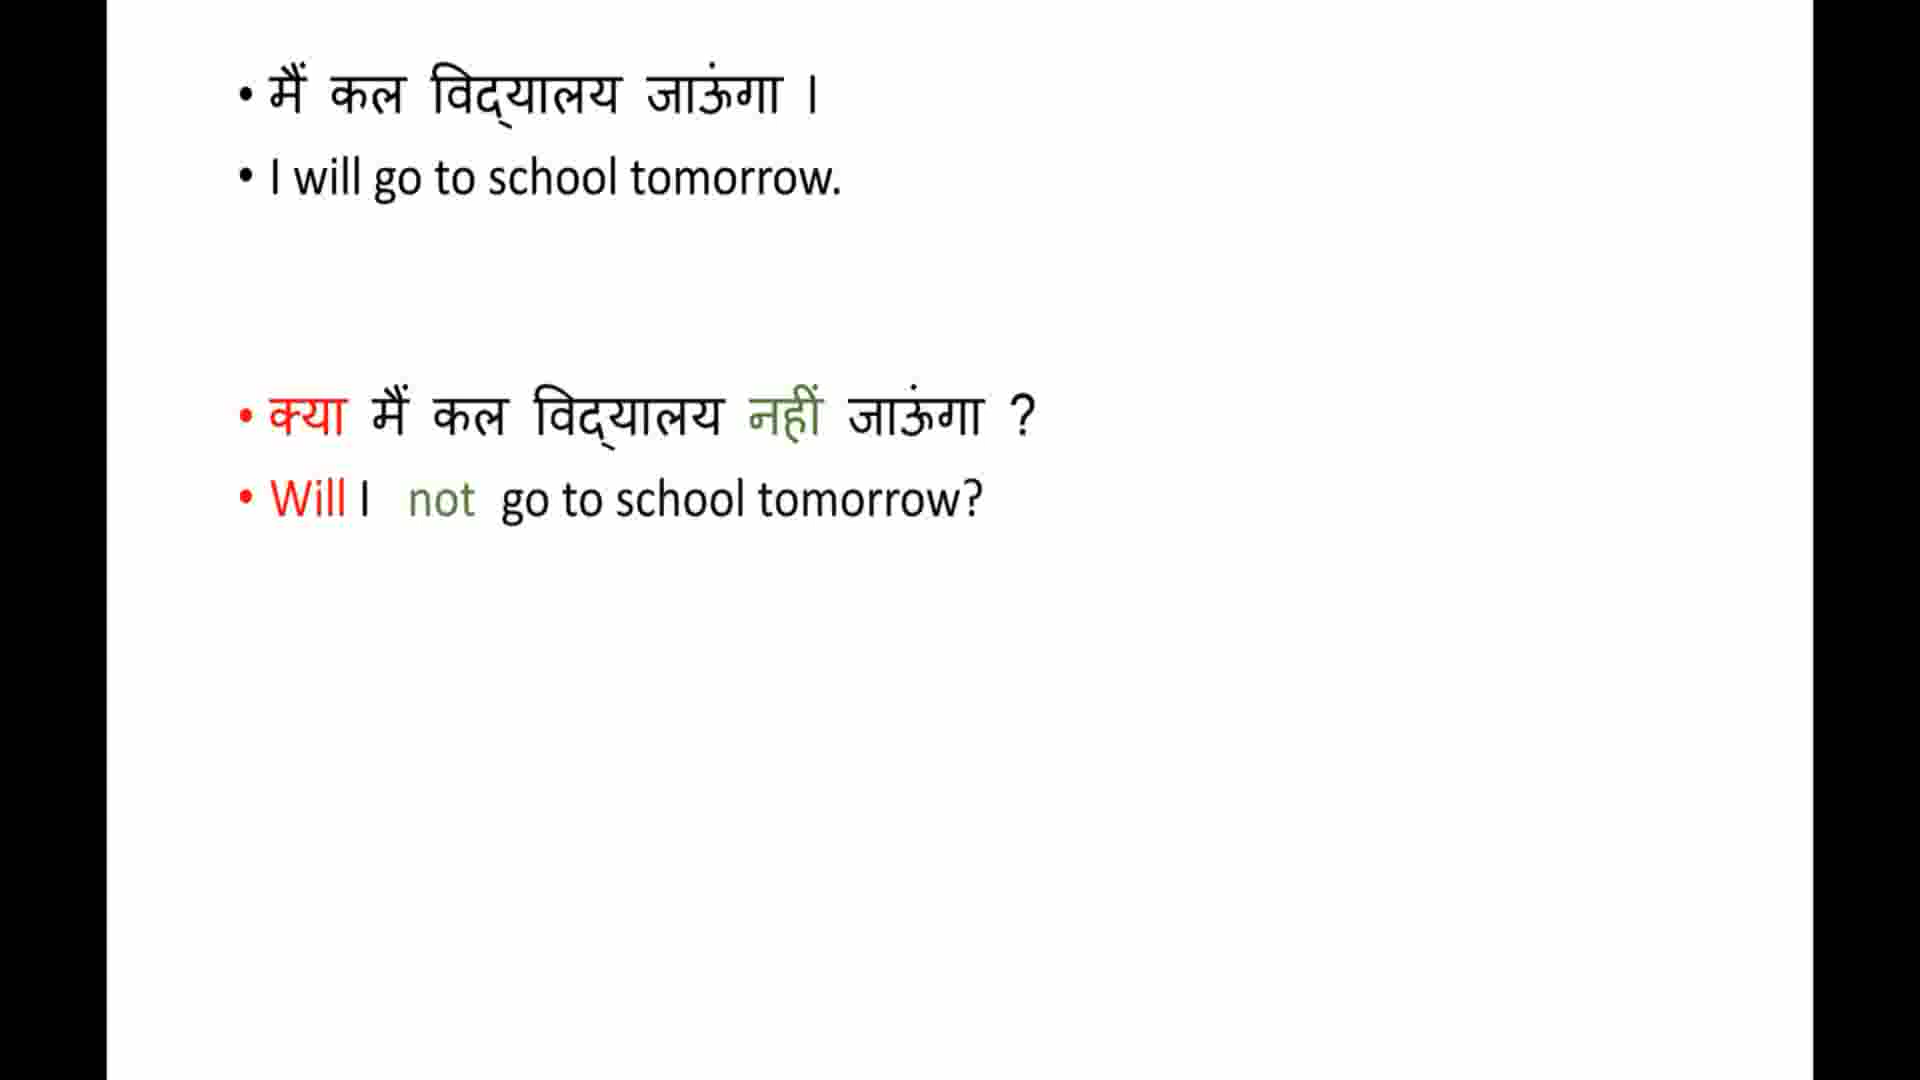 • मैं कल विद्यालय जाऊंगा ।
• I will go to school tomorrow.
• क्या मैं कल विद्यालय नहीं जाऊंगा ?
• Will I not go to school tomorrow?